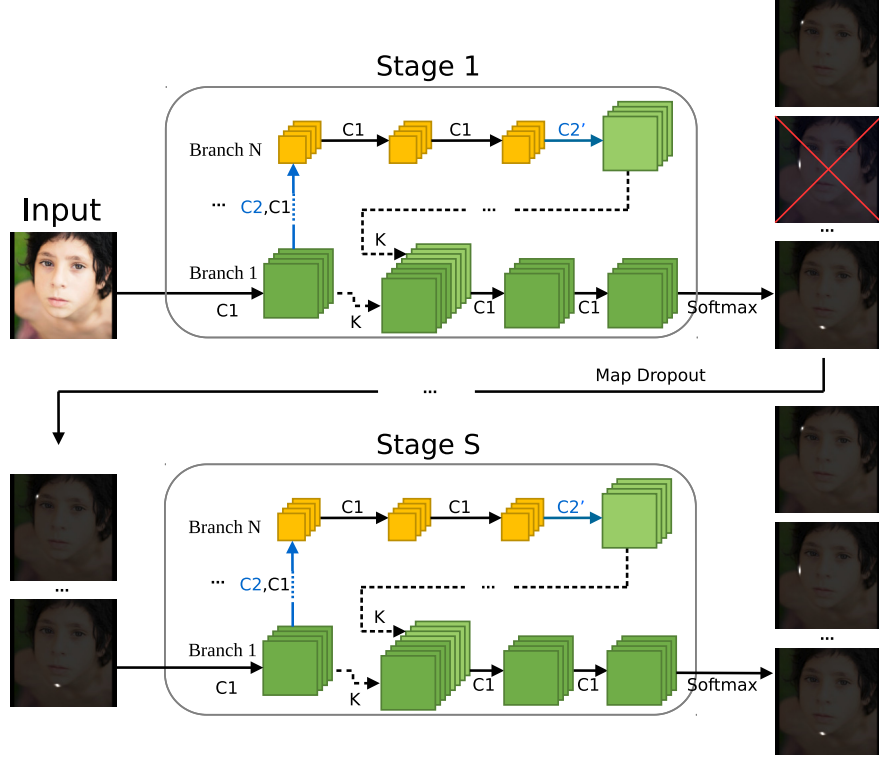 Stage 1
Branch N
C1
C1
C2’
...
C2,C1
...
Input
K
Branch 1
C1
K
C1
C1
Softmax
...
Map Dropout
...
Stage S
Branch N
C1
C1
C2’
...
C2,C1
...
...
K
Branch 1
C1
K
C1
C1
Softmax
...